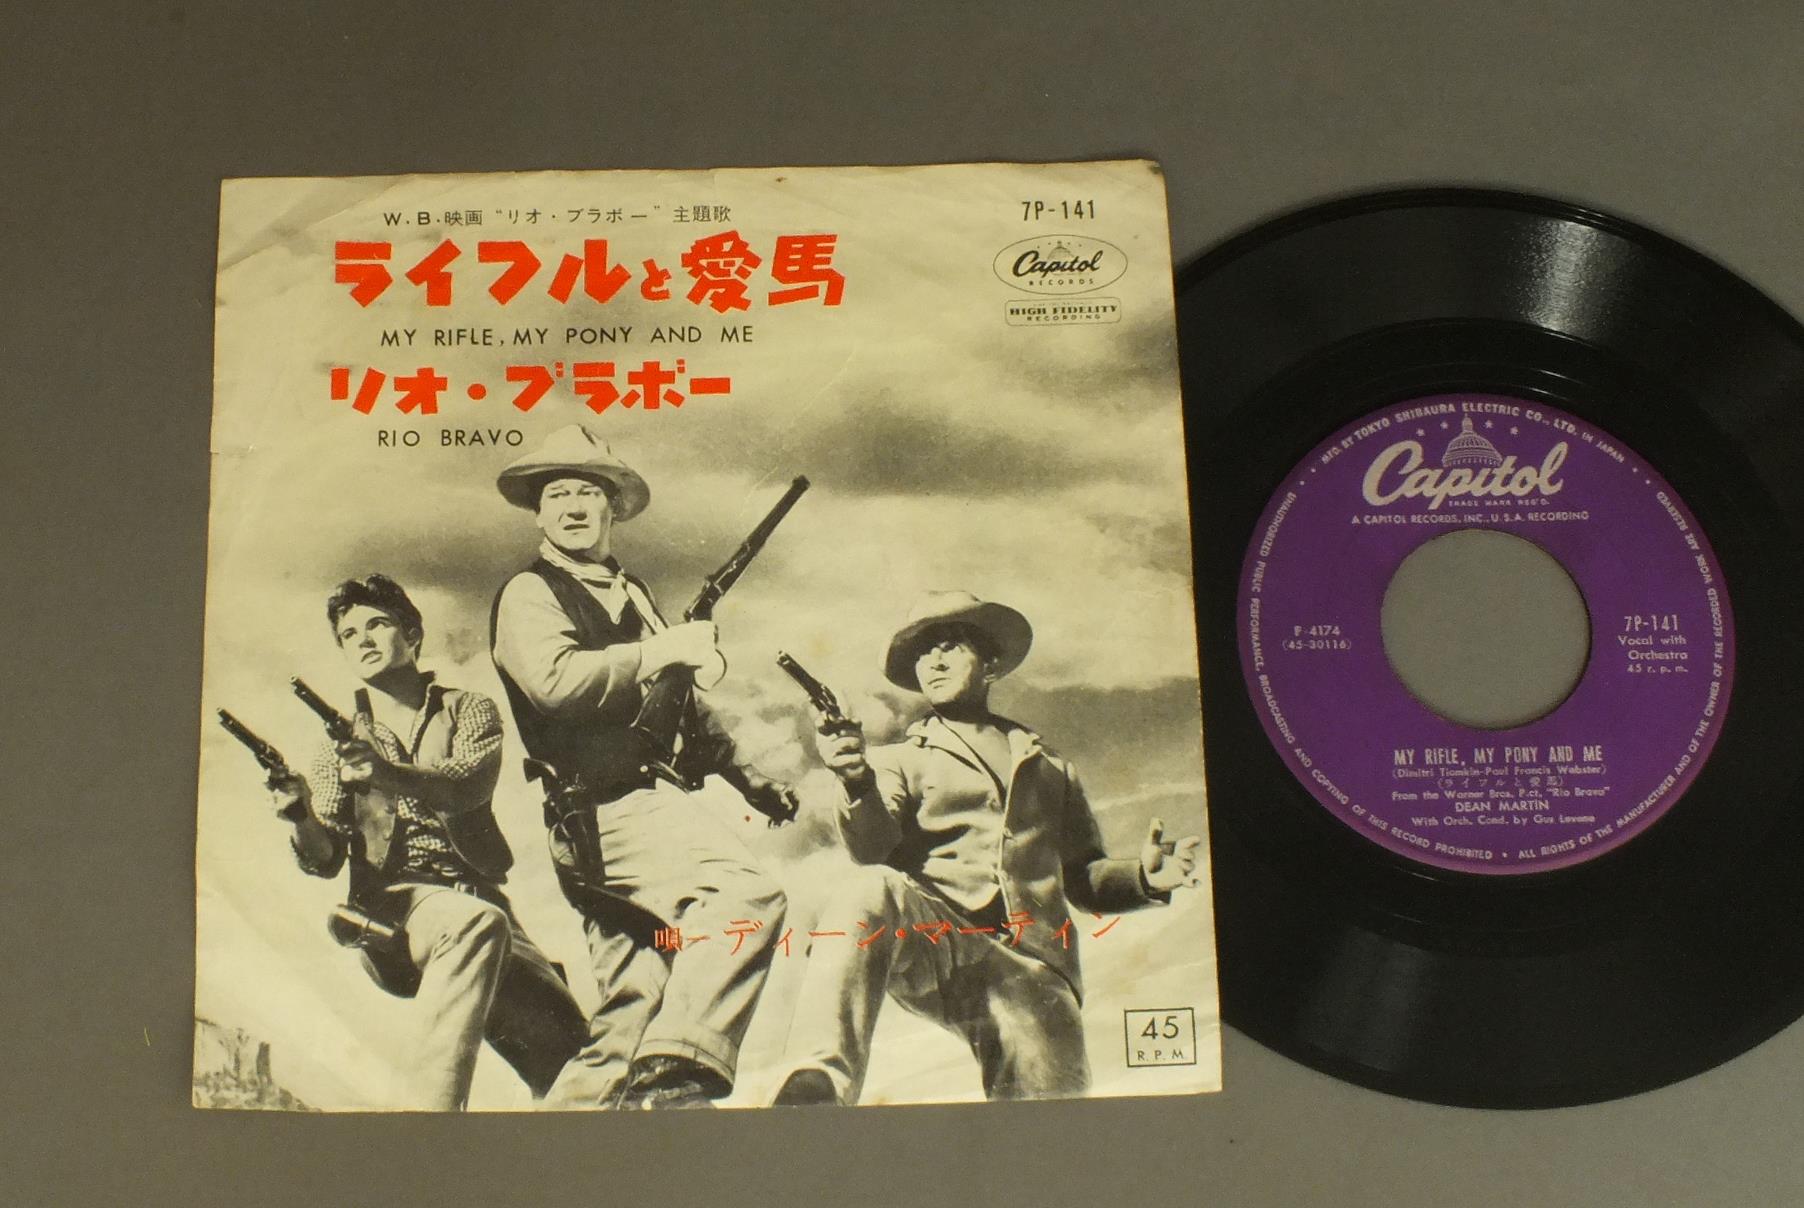 W.B.映画 “リオ・ブラボー” 主題歌
ライフルと愛馬
MY RIFLE, MY PONY AND ME
リオ・ブラボー
RIO BRAVO
7P-141
Capitol
RECORDS
HIGH FIDELITY
RECORDING
唄ーディーン・マーティン
45
R.P.M.
MFD. BY TOKYO SHIBAURA ELECTRIC CO., LTD. IN JAPAN
Capitol
TRADE MARK REG'D.
A CAPITOL RECORDS, INC., U.S.A. RECORDING
F-4174
(45-30116)
7P-141
Vocal with
Orchestra
45 r. p. m.
MY RIFLE, MY PONY AND ME
(Dimitri Tiomkin-Paul Francis Webster)
(ライフルと愛馬)
From the Warner Bros. Pict. "Rio Bravo"
DEAN MARTIN
With Orch. Cond. by Gus Levene
UNAUTHORIZED PUBLIC PERFORMANCE, BROADCASTING AND COPYING OF THIS RECORD PROHIBITED • ALL RIGHTS OF THE MANUFACTURER AND OF THE OWNER OF THE RECORDED WORK ARE RESERVED